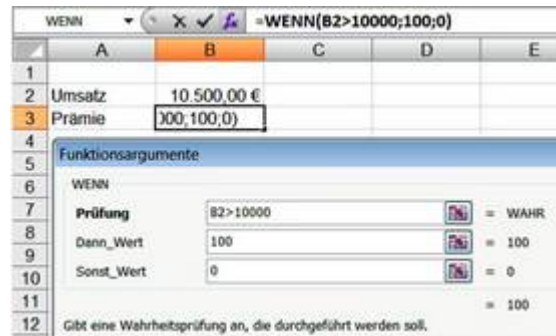 WENN =WENN(B2>10000;100;0)
A B C D E
1
2 Umsatz 10.500,00 €
3 Prämie 000;100;0)
4
5 Funktionsargumente
6 WENN
7 Prüfung B2>10000 = WAHR
8 Dann_Wert 100 = 100
9
10 Sonst_Wert 0 = 0
11 = 100
12 Gibt eine Wahrheitsprüfung an, die durchgeführt werden soll.